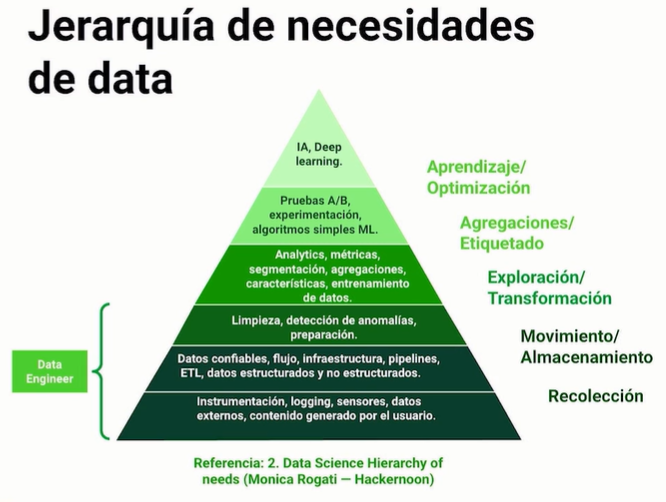 Jerarquía de necesidades
de data
IA, Deep
learning.
Pruebas A/B,
experimentación,
algoritmos simples ML.
Analytics, métricas,
segmentación, agregaciones,
características, entrenamiento
de datos.
Limpieza, detección de anomalías,
preparación.
Datos confiables, flujo, infraestructura, pipelines,
ETL, datos estructurados y no estructurados.
Instrumentación, logging, sensores, datos
externos, contenido generado por el usuario.
Aprendizaje/
Optimización
Agregaciones/
Etiquetado
Exploración/
Transformación
Movimiento/
Almacenamiento
Recolección
Data
Engineer
Referencia: 2. Data Science Hierarchy of
needs (Monica Rogati — Hackernoon)